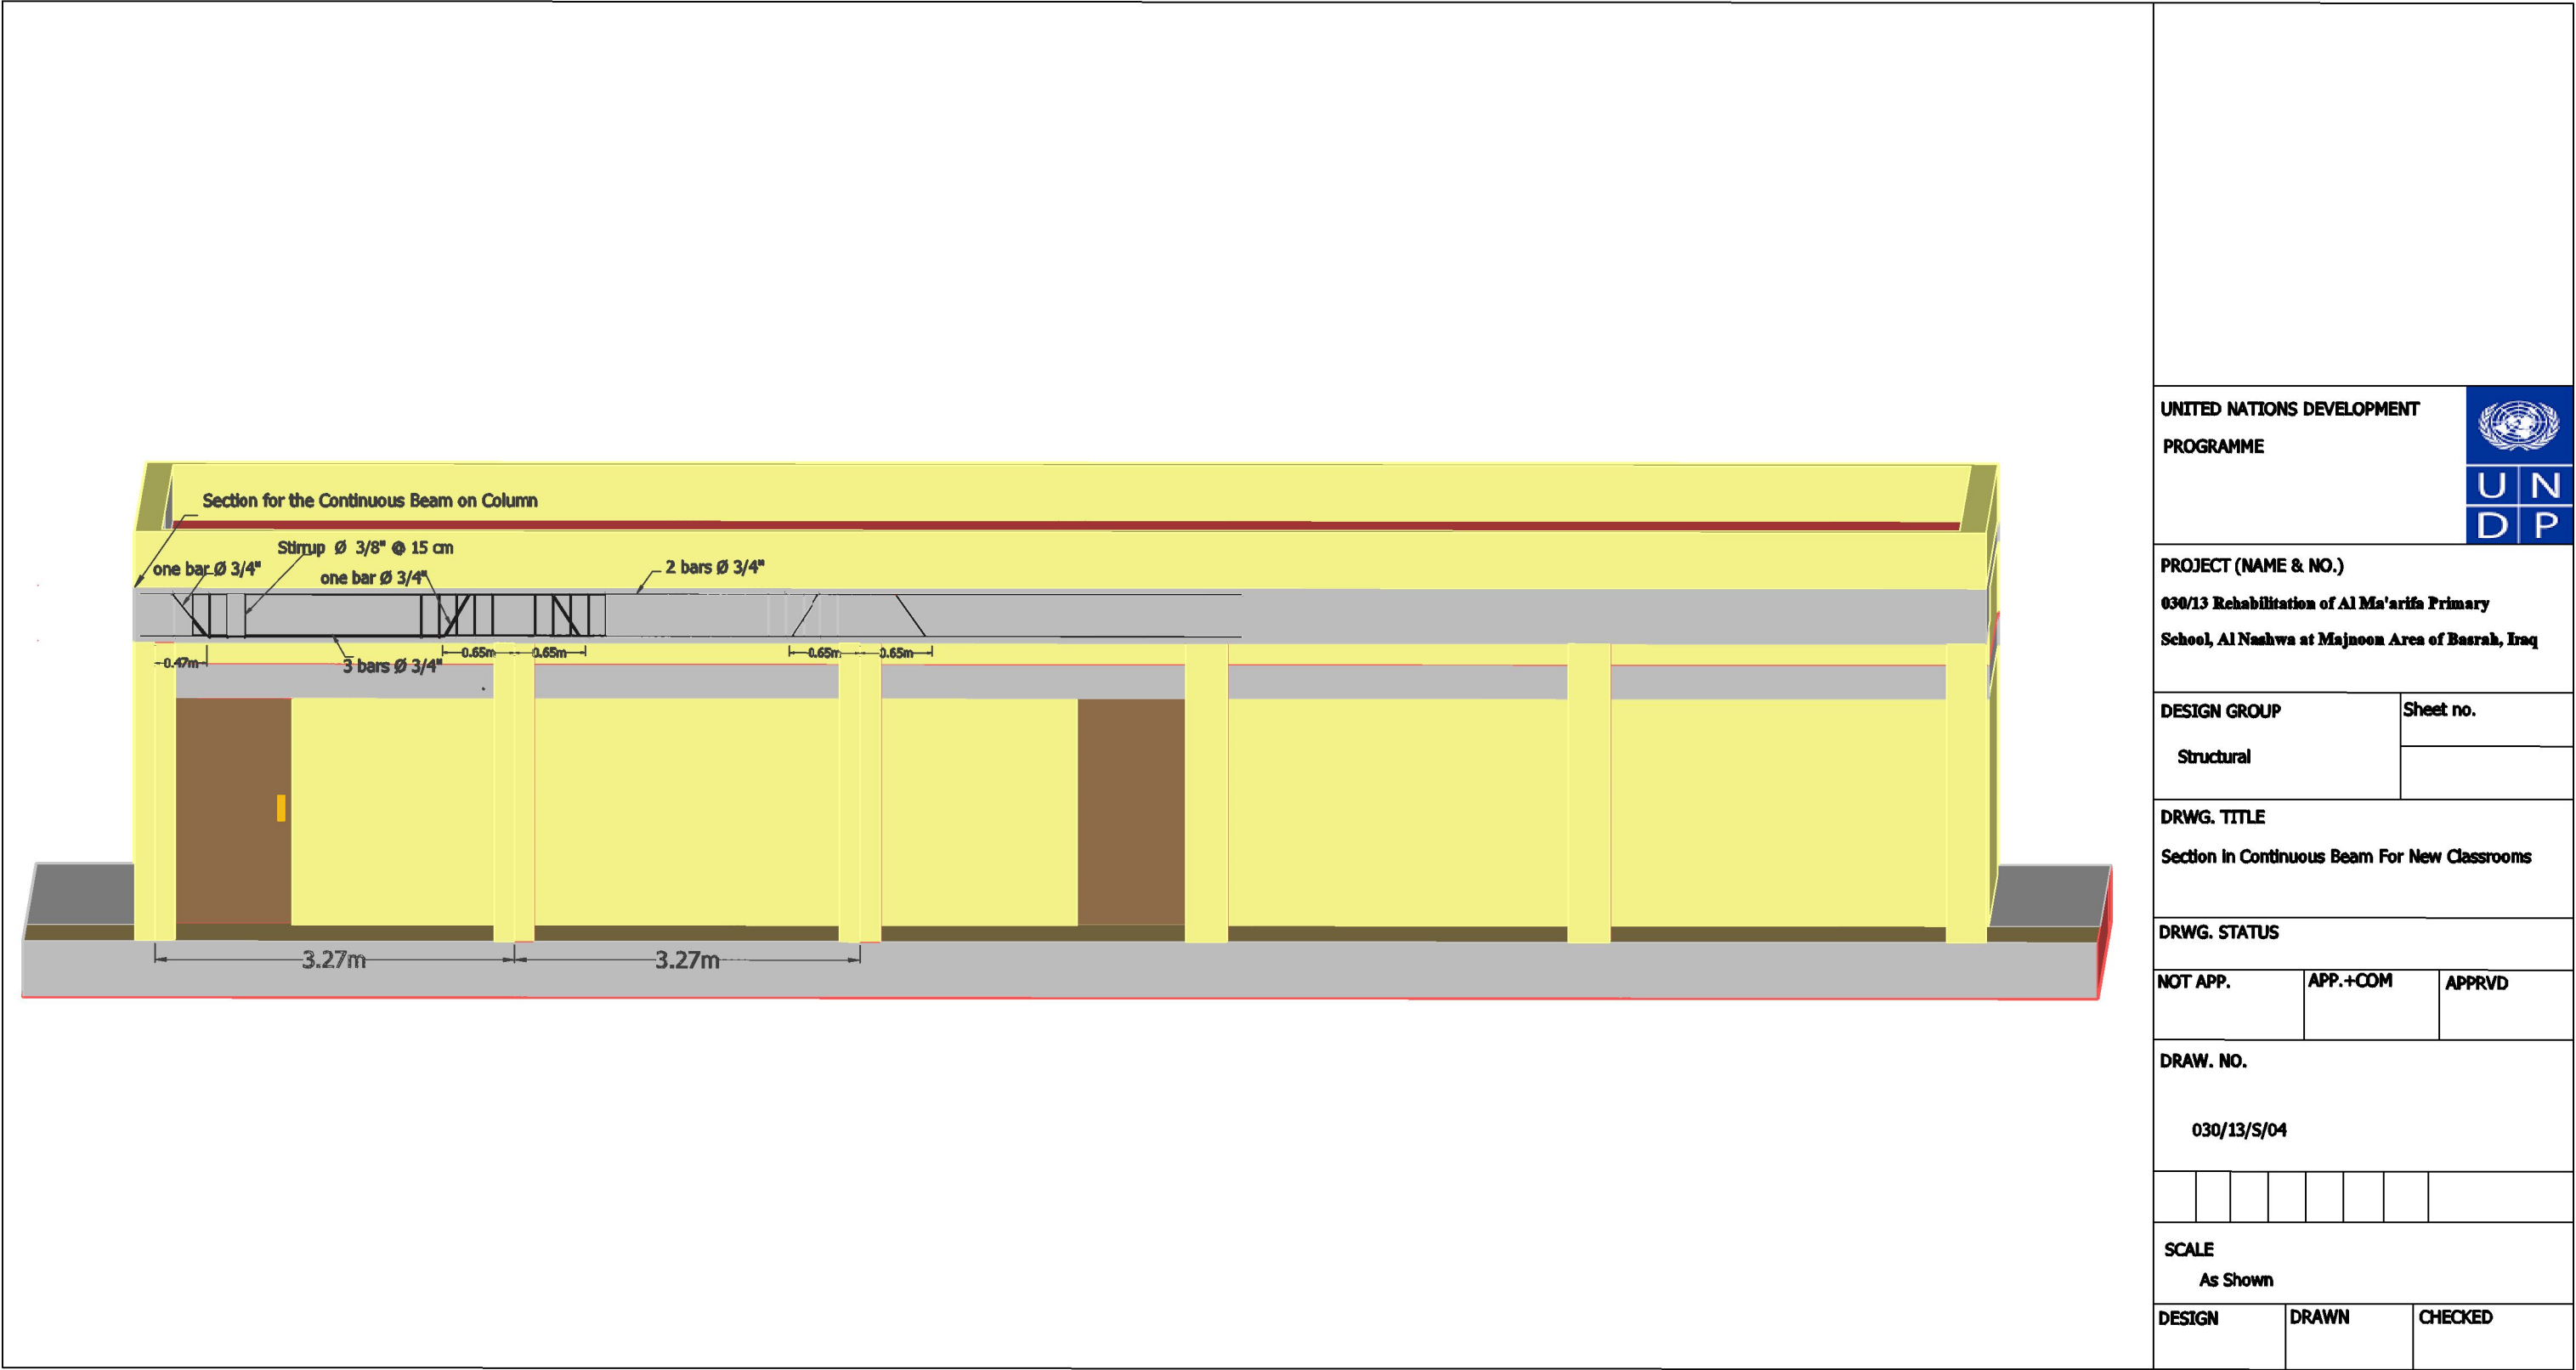 Section for the Continuous Beam on Column
Stirrup Ø 3/8" @ 15 cm
one bar Ø 3/4"
one bar Ø 3/4"
2 bars Ø 3/4"
0.47m
3 bars Ø 3/4"
0.65m
0.65m
0.65m
0.65m
3.27m
3.27m
UNITED NATIONS DEVELOPMENT
PROGRAMME
U N
D P
PROJECT (NAME & NO.)
030/13 Rehabilitation of Al Ma'arifa Primary
School, Al Nashwa at Majnoon Area of Basrah, Iraq
DESIGN GROUP
Sheet no.
Structural
DRWG. TITLE
Section in Continuous Beam For New Classrooms
DRWG. STATUS
NOT APP.
APP.+COM
APPRVD
DRAW. NO.
030/13/S/04
SCALE
As Shown
DESIGN
DRAWN
CHECKED